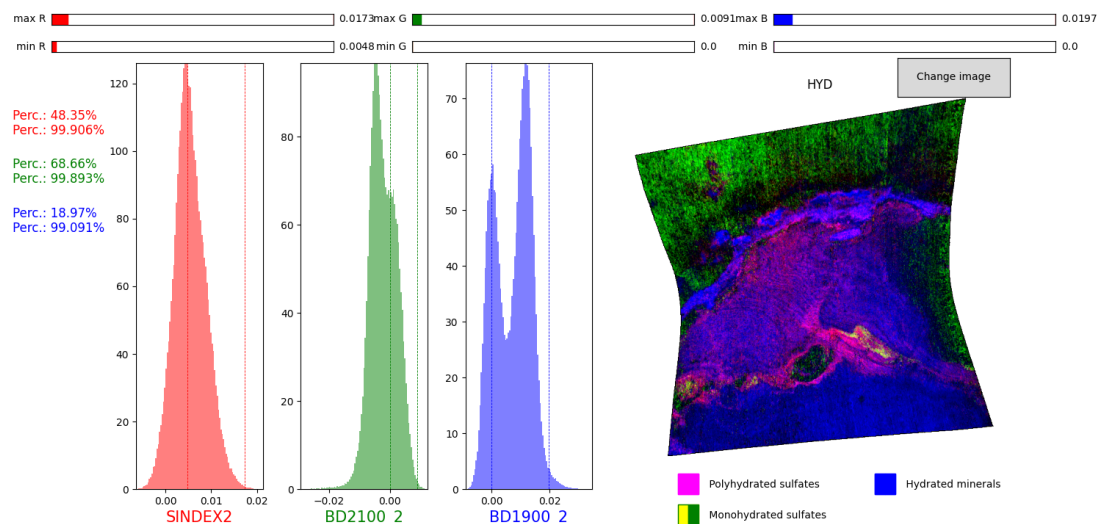 max R 0.0173 max G 0.0091 max B 0.0197
min R 0.0048 min G 0.0 min B 0.0
Change image
HYD
Perc.: 48.35%
Perc.: 99.906%
Perc.: 68.66%
Perc.: 99.893%
Perc.: 18.97%
Perc.: 99.091%
120
100
80
60
40
20
0
0.00 0.01 0.02
SINDEX2
80
60
40
20
0
−0.02 0.00
BD2100_2
70
60
50
40
30
20
10
0
0.00 0.02
BD1900_2
Polyhydrated sulfates
Hydrated minerals
Monohydrated sulfates